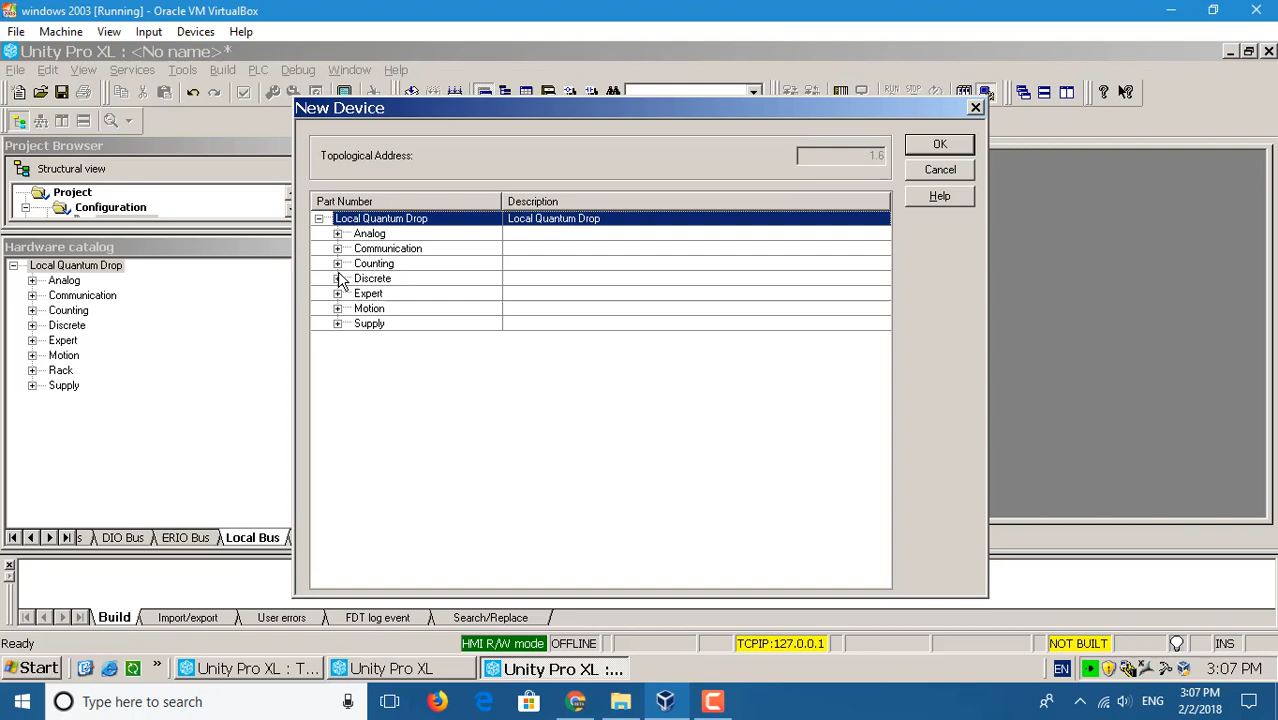 windows 2003 [Running] - Oracle VM VirtualBox
File Machine View Input Devices Help
Unity Pro XL : <No name>*
File Edit View Services Tools Build PLC Debug Window Help
RUN STOP
New Device
Topological Address: 1.6
OK
Cancel
Help
Part Number Description
Local Quantum Drop Local Quantum Drop
Analog
Communication
Counting
Discrete
Expert
Motion
Supply
Project Browser
Structural view
Project
Configuration
Hardware catalog
Local Quantum Drop
Analog
Communication
Counting
Discrete
Expert
Motion
Rack
Supply
s DIO Bus ERIO Bus Local Bus
Build Import/export User errors FDT log event Search/Replace
Ready HMI R/W mode OFFLINE TCPIP:127.0.0.1 NOT BUILT INS
Start » Unity Pro XL : T... Unity Pro XL Unity Pro XL :... EN 3:07 PM
Type here to search ENG 3:07 PM
2/2/2018